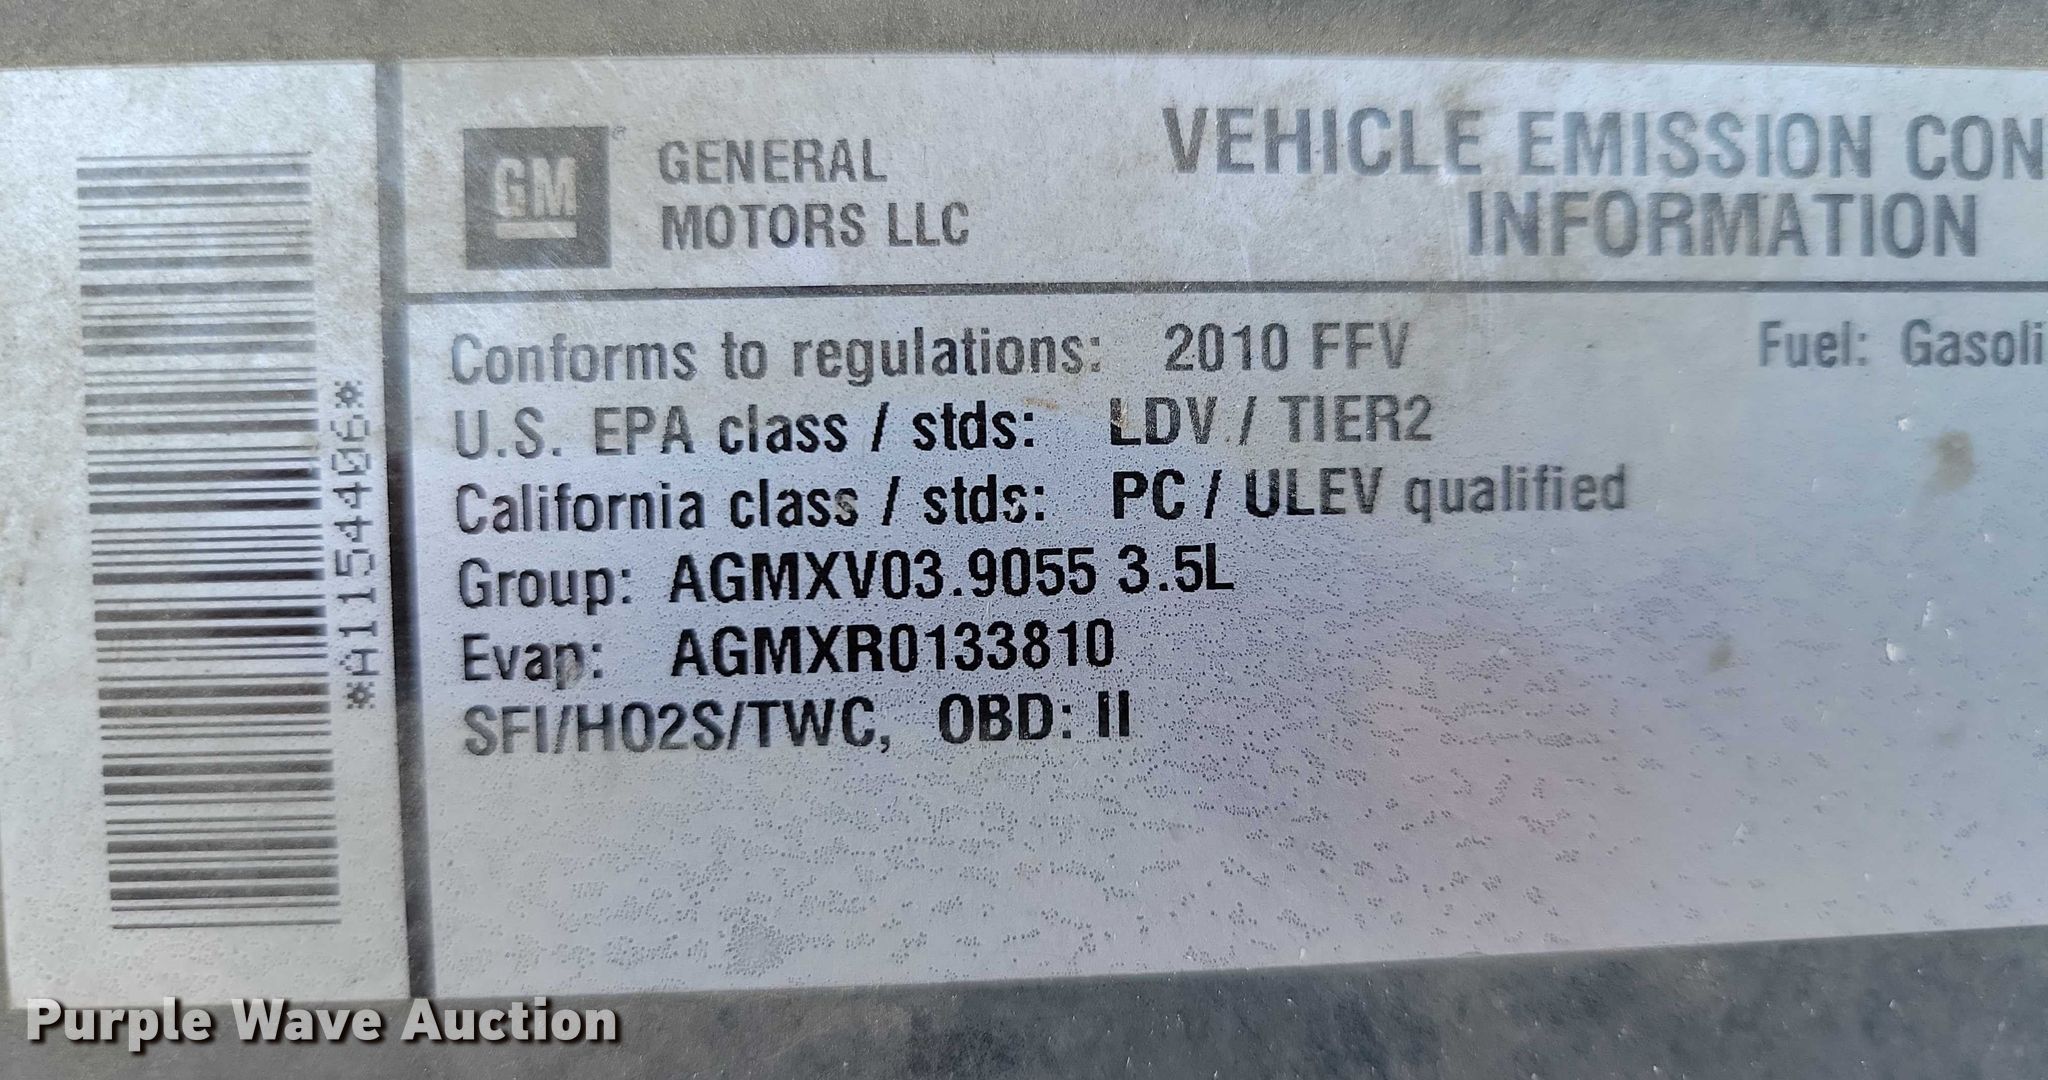 *A1154406*
GM
GENERAL
MOTORS LLC
VEHICLE EMISSION CON
INFORMATION
Conforms to regulations: 2010 FFV
Fuel: Gasoli
U.S. EPA class / stds: LDV / TIER2
California class / stds: PC / ULEV qualified
Group: AGMXV03.9055 3.5L
Evap: AGMXR0133810
SFI/HO2S/TWC, OBD: II
Purple Wave Auction